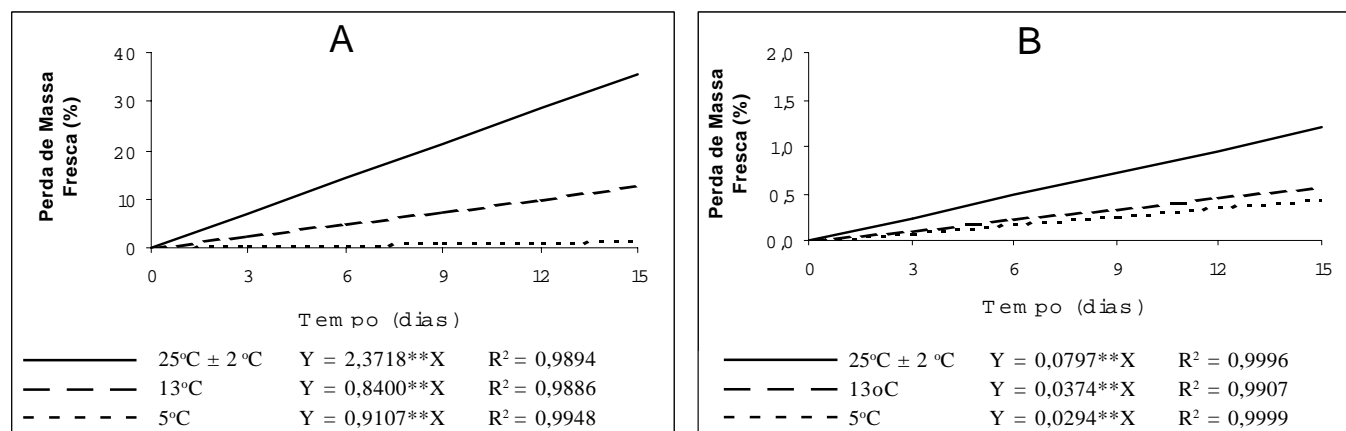 A
Perda de Massa
Fresca (%)
40
30
20
10
0
0 3 6 9 12 15
Tempo (dias)
25ºC ± 2 ºC Y = 2,3718**X R² = 0,9894
13ºC Y = 0,8400**X R² = 0,9886
5ºC Y = 0,9107**X R² = 0,9948
B
Perda de Massa
Fresca (%)
2,0
1,5
1,0
0,5
0,0
0 3 6 9 12 15
Tempo (dias)
25ºC ± 2 ºC Y = 0,0797**X R² = 0,9996
13oC Y = 0,0374**X R² = 0,9907
5ºC Y = 0,0294**X R² = 0,9999